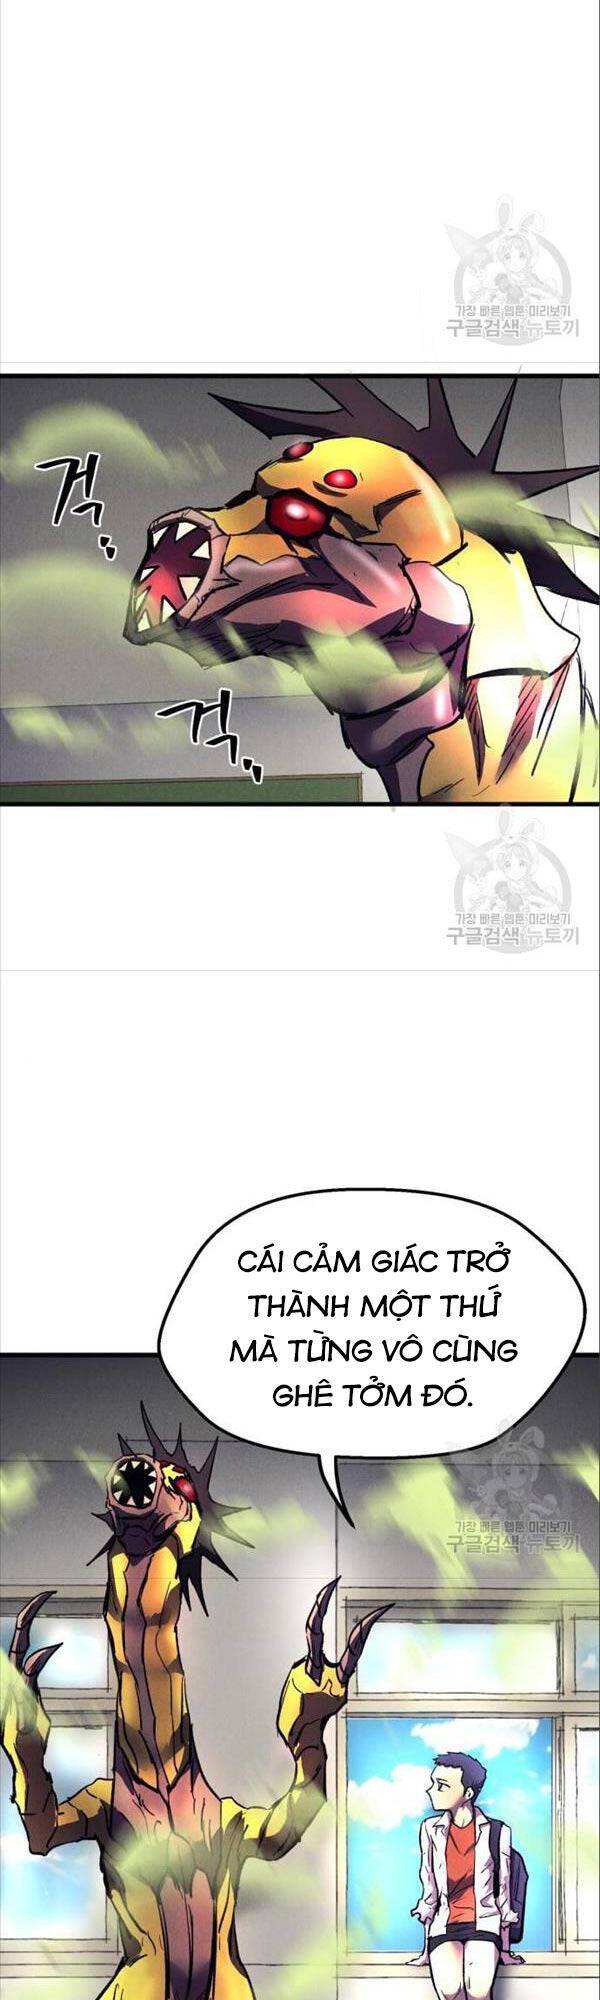 가장 빠른 웹툰 미리보기
구글검색 뉴토끼
걱.
걱.
가장 빠른 웹툰 미리보기
구글검색 뉴토끼
CÁI CẢM GIÁC TRỞ
THÀNH MỘT THỨ
MÀ TỪNG VÔ CÙNG
GHÊ TỞM ĐÓ.
가장 빠른 웹툰 미리보기
구글검색 뉴토끼